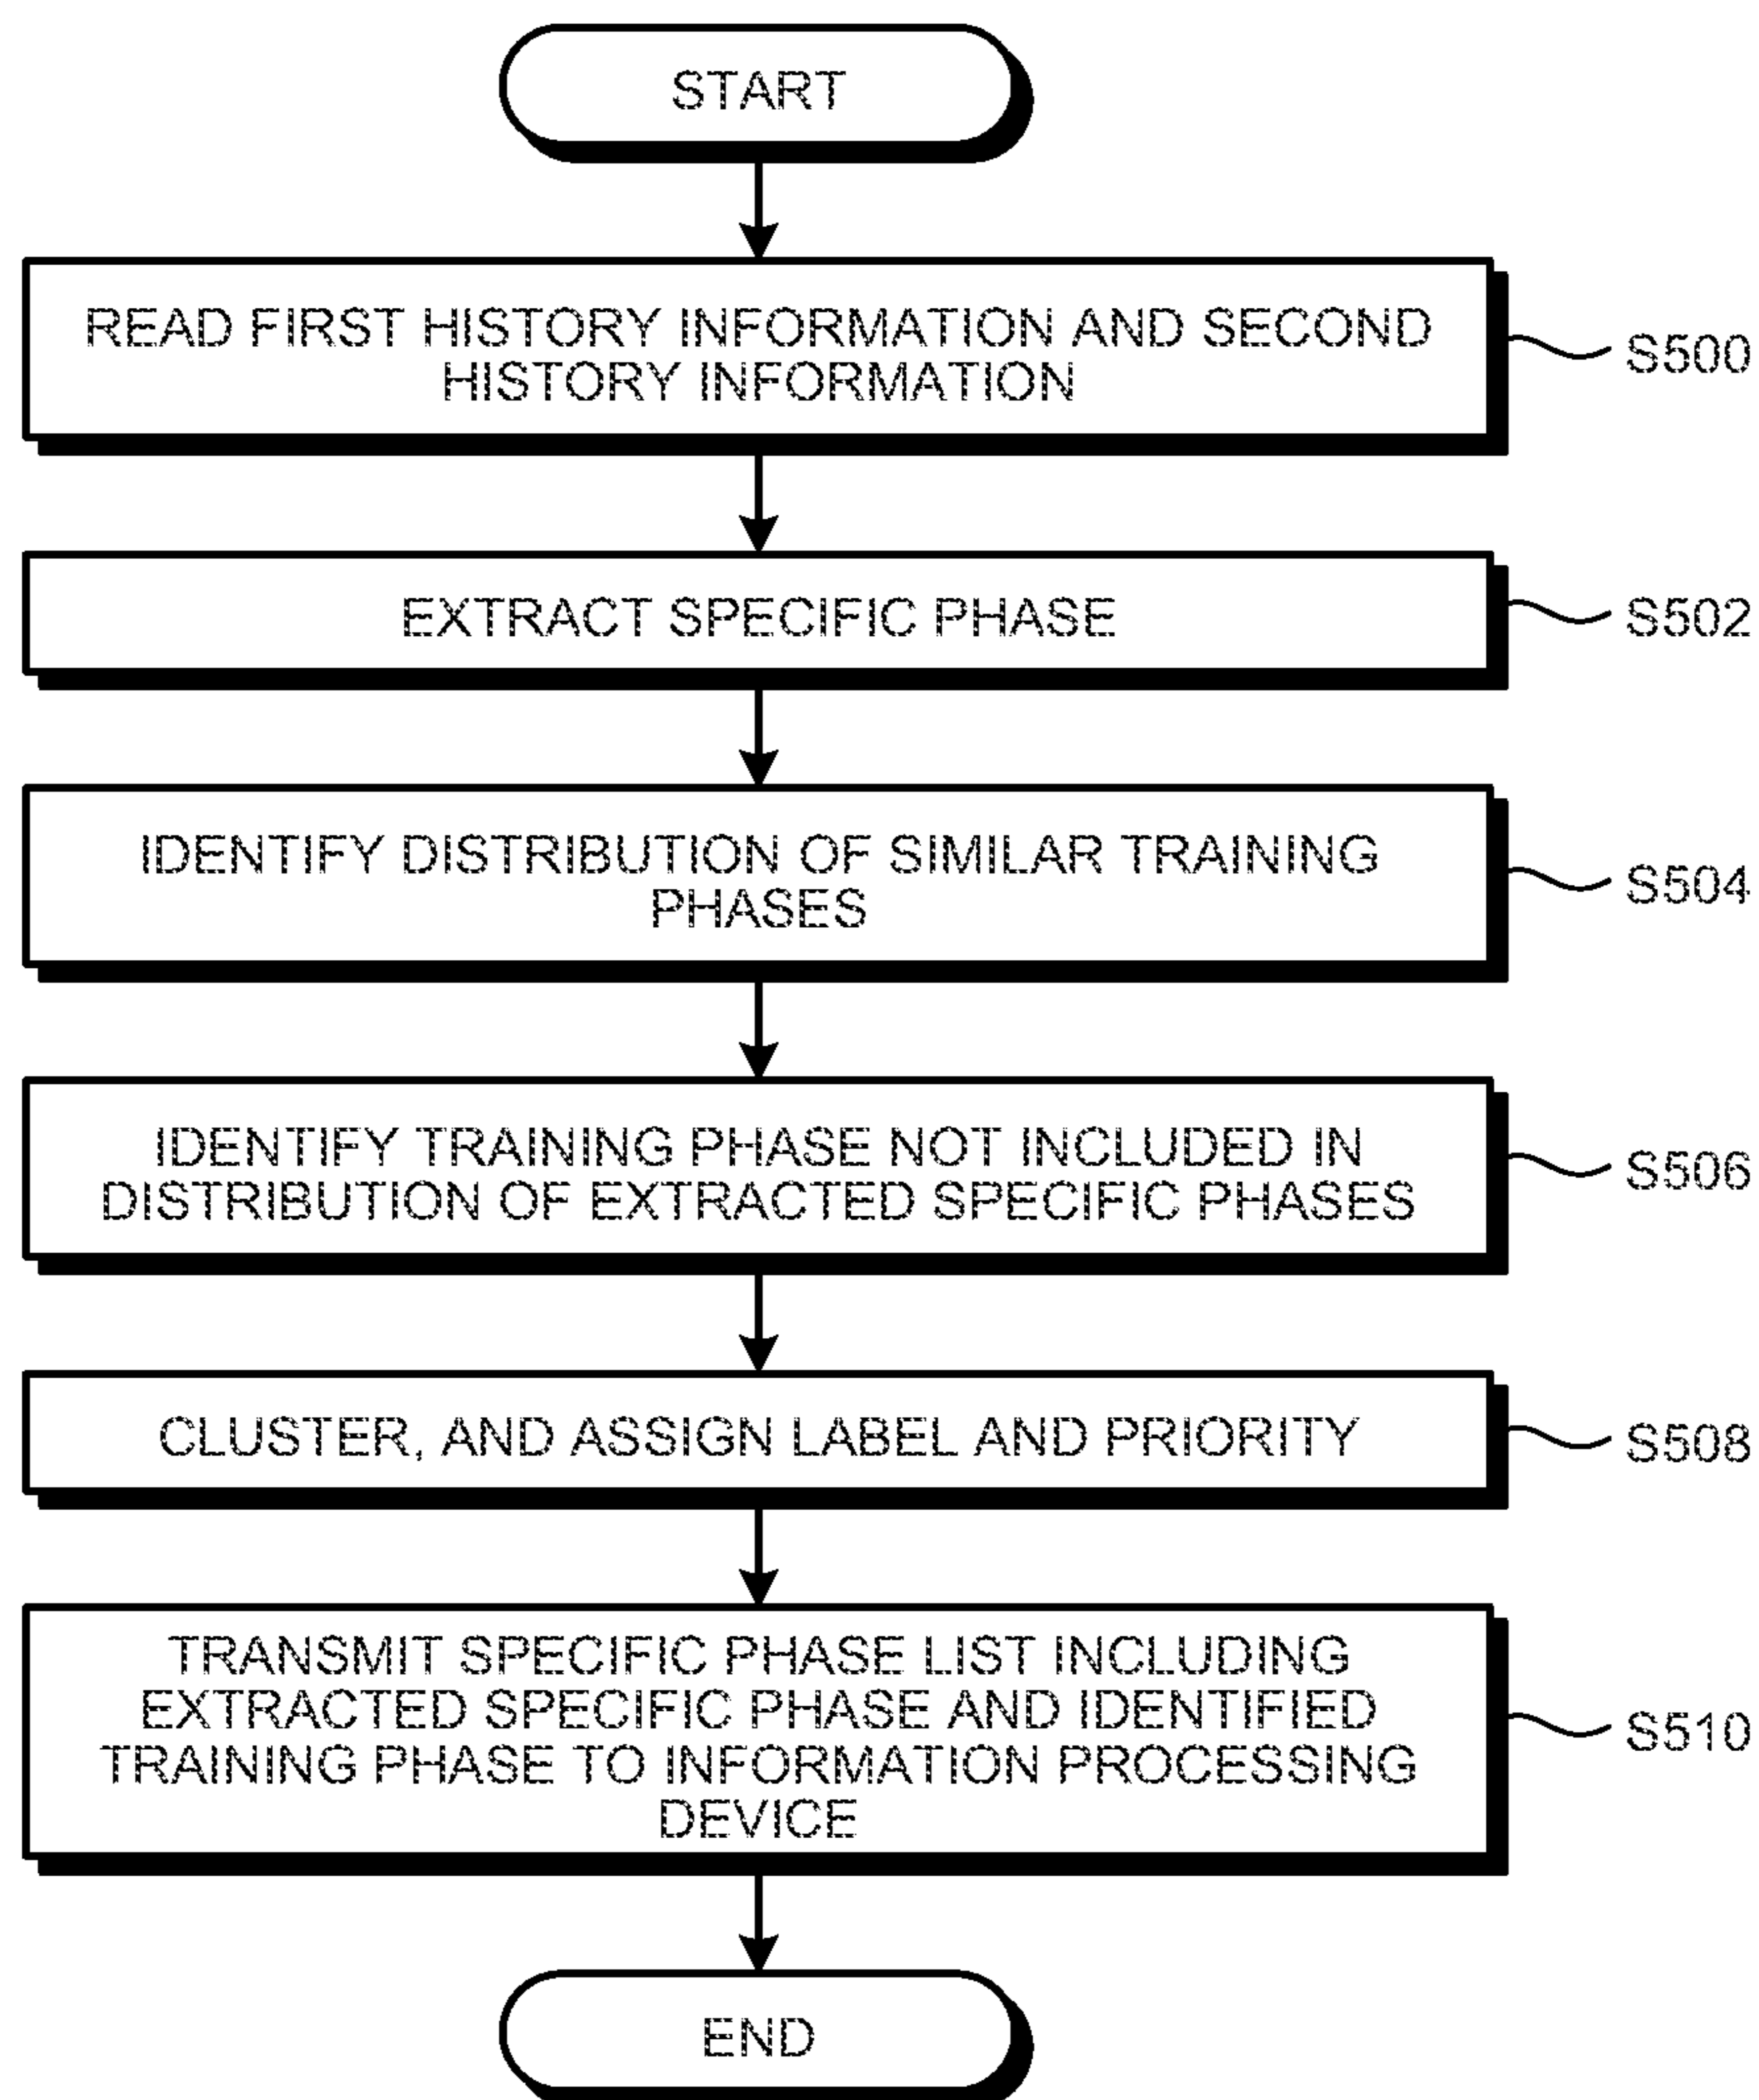 START
READ FIRST HISTORY INFORMATION AND SECOND
HISTORY INFORMATION
S500
EXTRACT SPECIFIC PHASE
S502
IDENTIFY DISTRIBUTION OF SIMILAR TRAINING
PHASES
S504
IDENTIFY TRAINING PHASE NOT INCLUDED IN
DISTRIBUTION OF EXTRACTED SPECIFIC PHASES
S506
CLUSTER, AND ASSIGN LABEL AND PRIORITY
S508
TRANSMIT SPECIFIC PHASE LIST INCLUDING
EXTRACTED SPECIFIC PHASE AND IDENTIFIED
TRAINING PHASE TO INFORMATION PROCESSING
DEVICE
S510
END